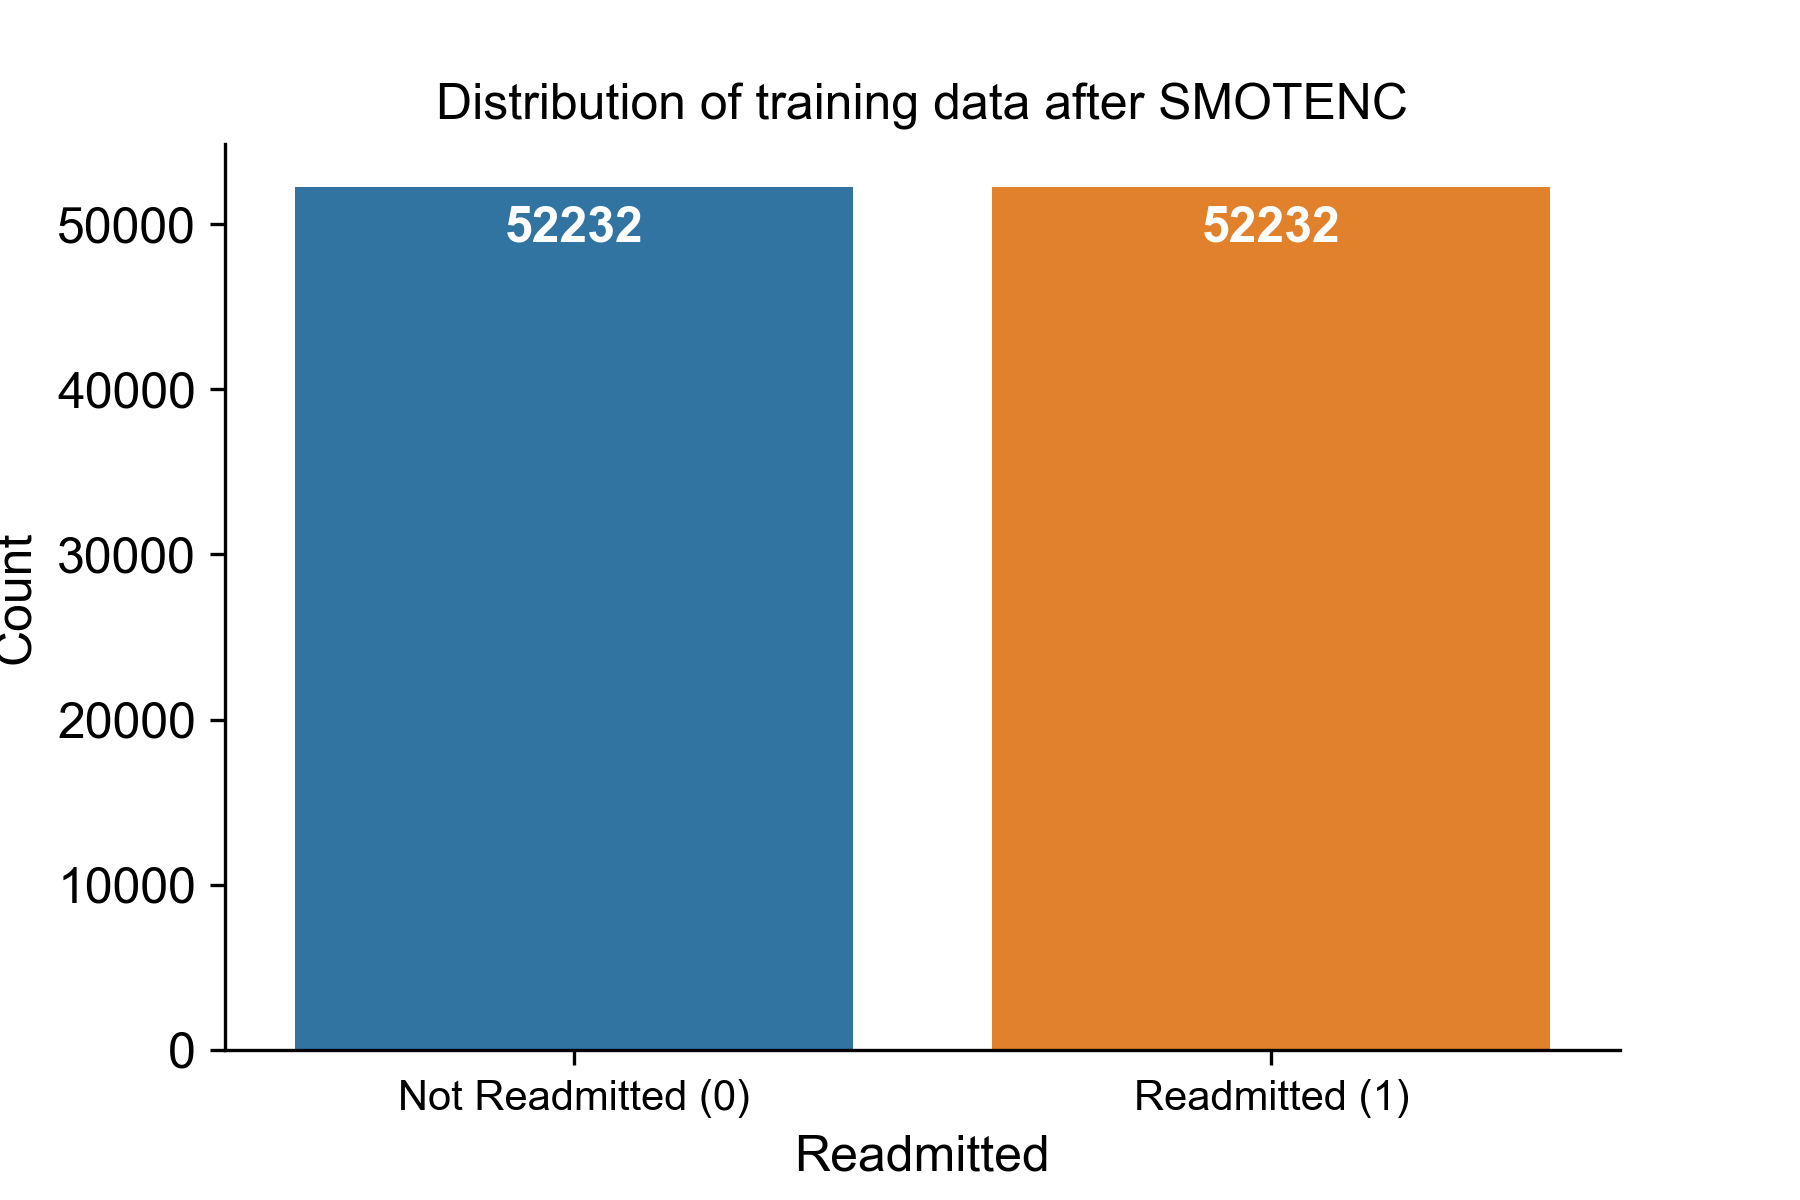 Distribution of training data after SMOTENC
52232
52232
50000
40000
30000
20000
10000
0
Count
Not Readmitted (0)
Readmitted (1)
Readmitted